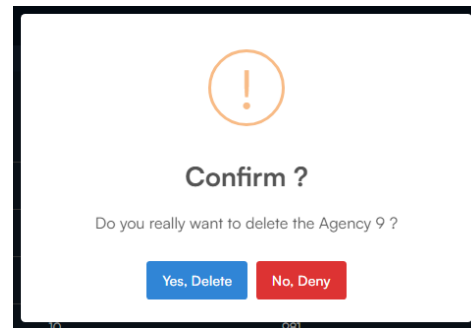 !
Confirm ?
Do you really want to delete the Agency 9 ?
Yes, Delete
No, Deny